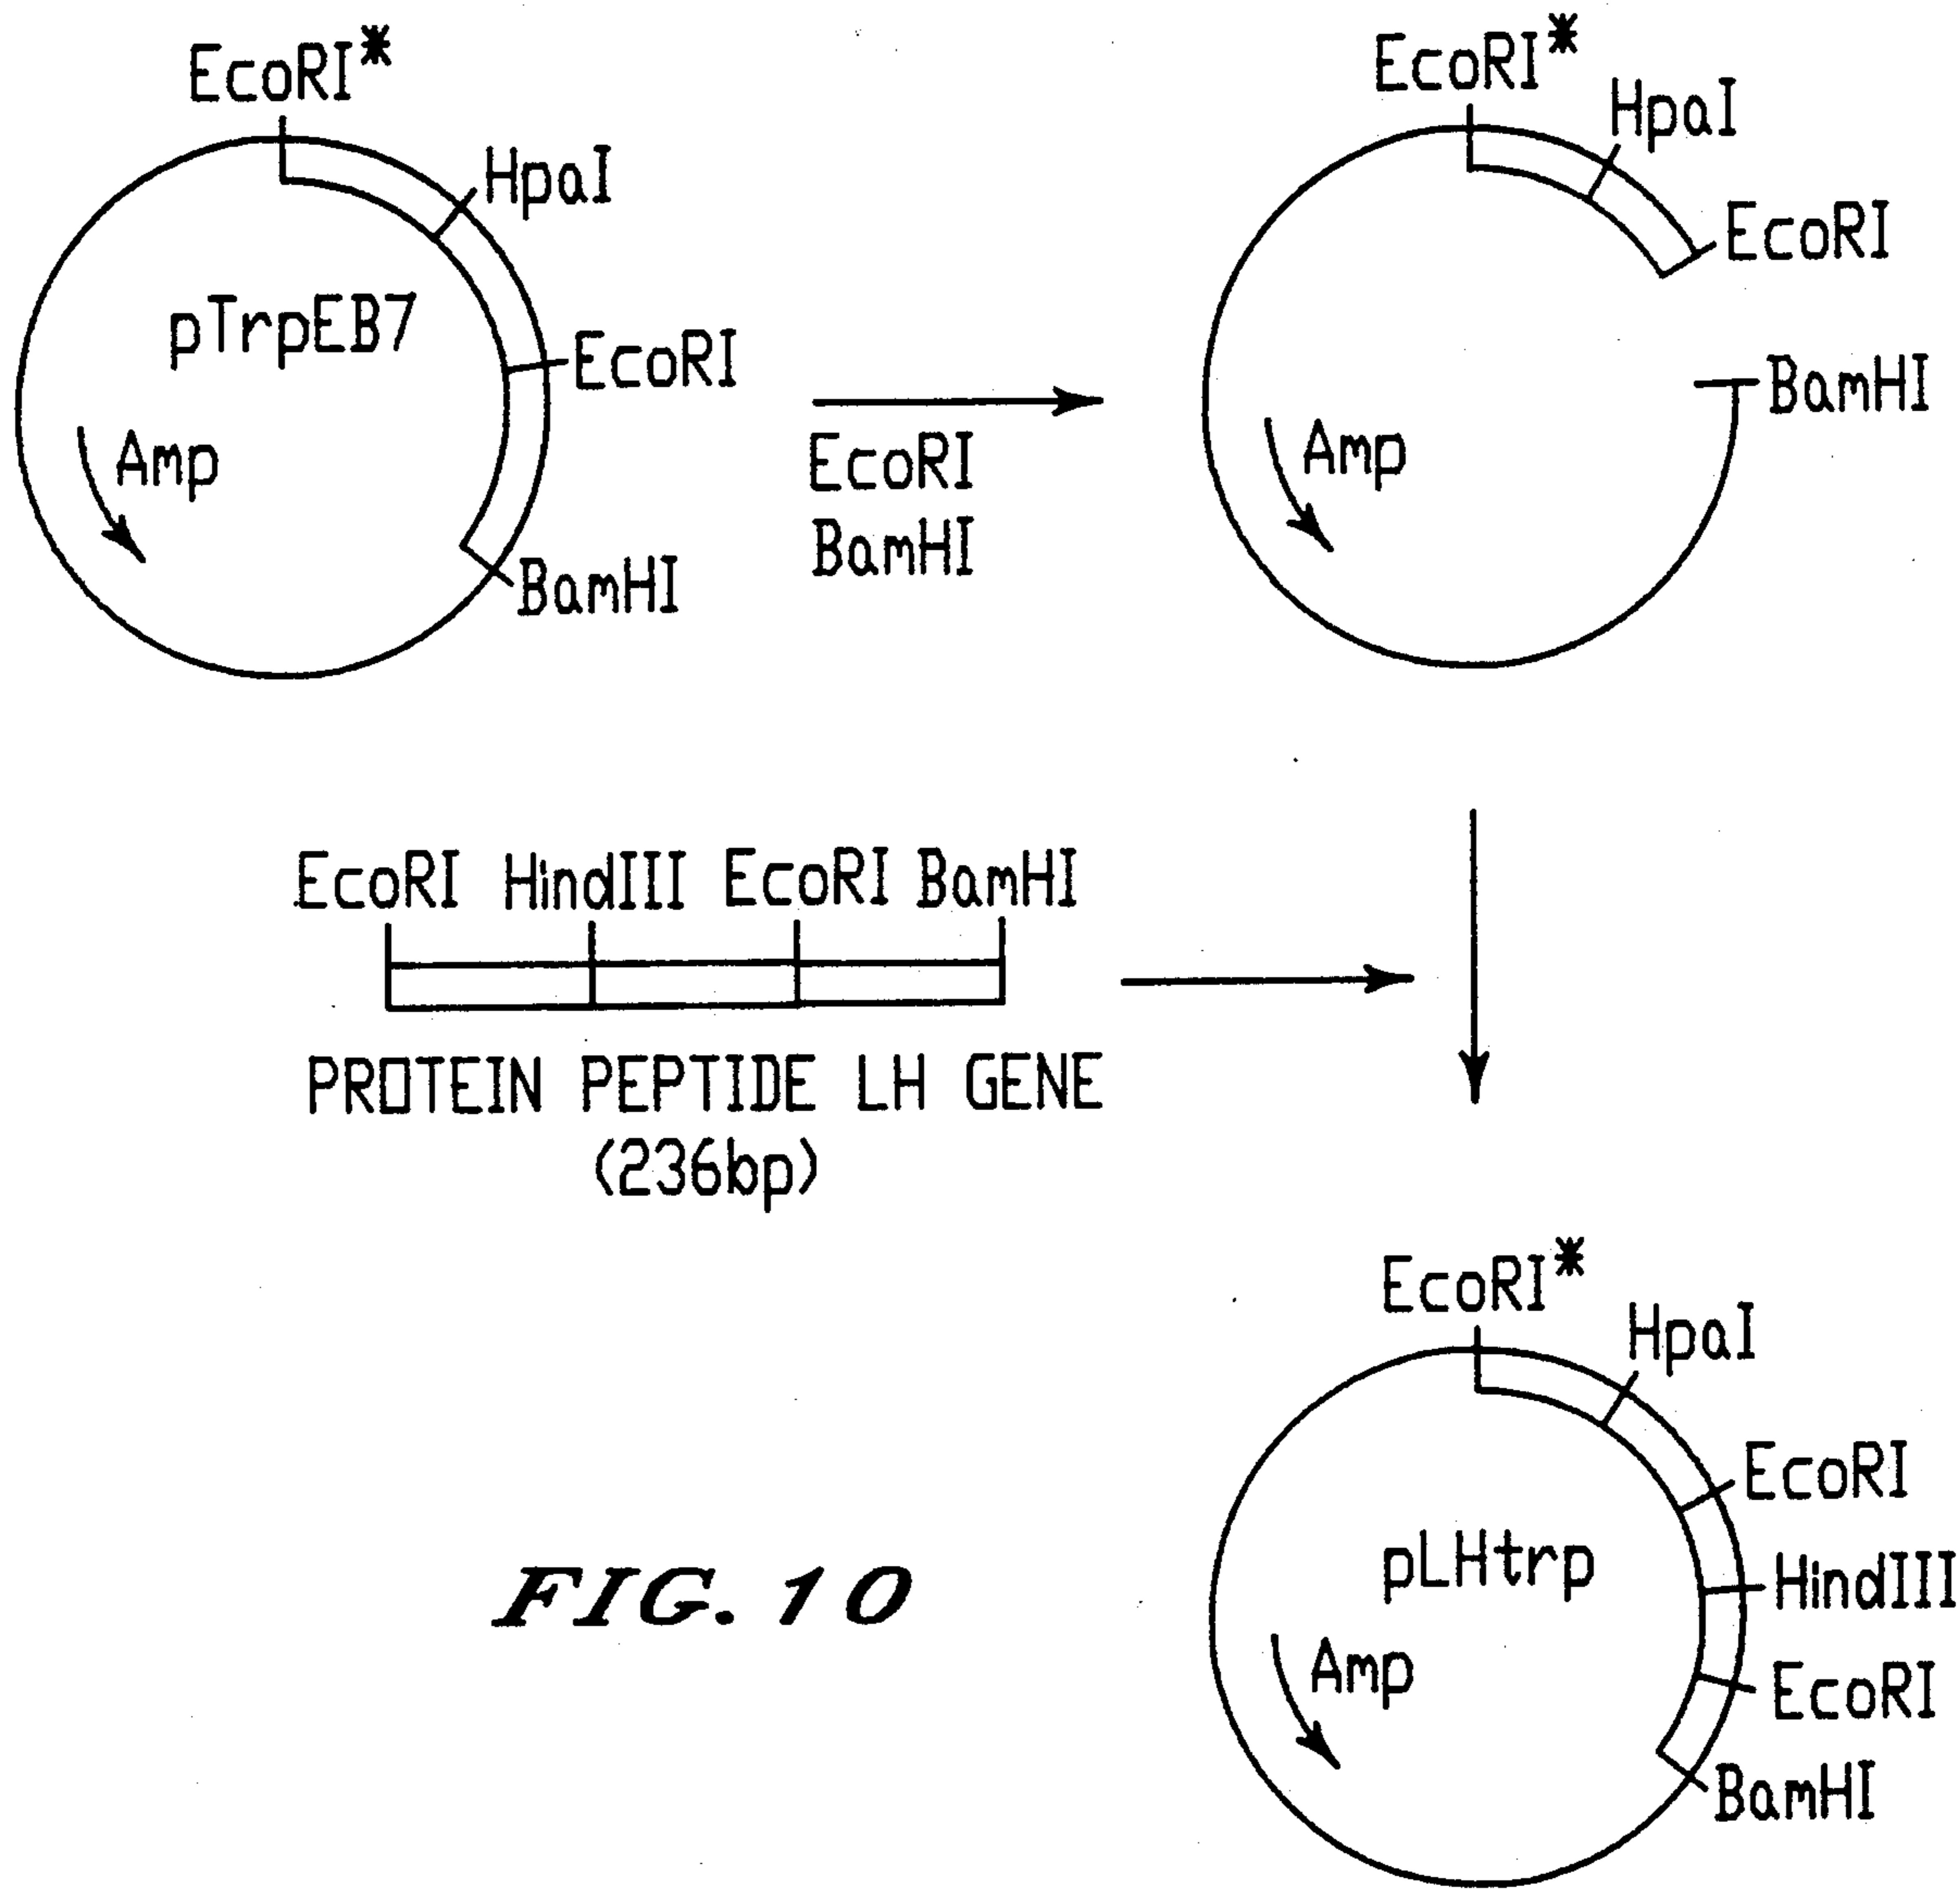 EcoRI*
HpaI
pTrpEB7
EcoRI
Amp
BamHI
EcoRI
BamHI
EcoRI*
HpaI
EcoRI
BamHI
Amp
EcoRI HindIII EcoRI BamHI
PROTEIN PEPTIDE LH GENE
(236bp)
EcoRI*
HpaI
EcoRI
pLHtrp
HindIII
Amp
EcoRI
BamHI
FIG. 10